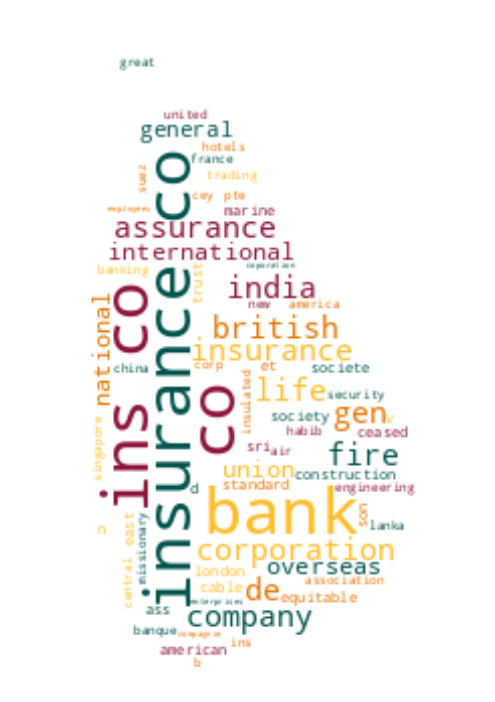 great
united
general
hotels
france
suez
trading
cey pte
employees
marine
assurance
international
banking
corporation
trust
india
new america
national
ins co
insurance co
british
insurance
china
corp et societe
co
insulated
life security
society gen v
singapore
habib ceased
sri air
fire
union construction
standard engineering
d
bank
son
lanka
n
east
missionary
corporation
overseas
london
association
central
cable de equitable
enterprises
ass
company
banque compagnie
ins
american
b